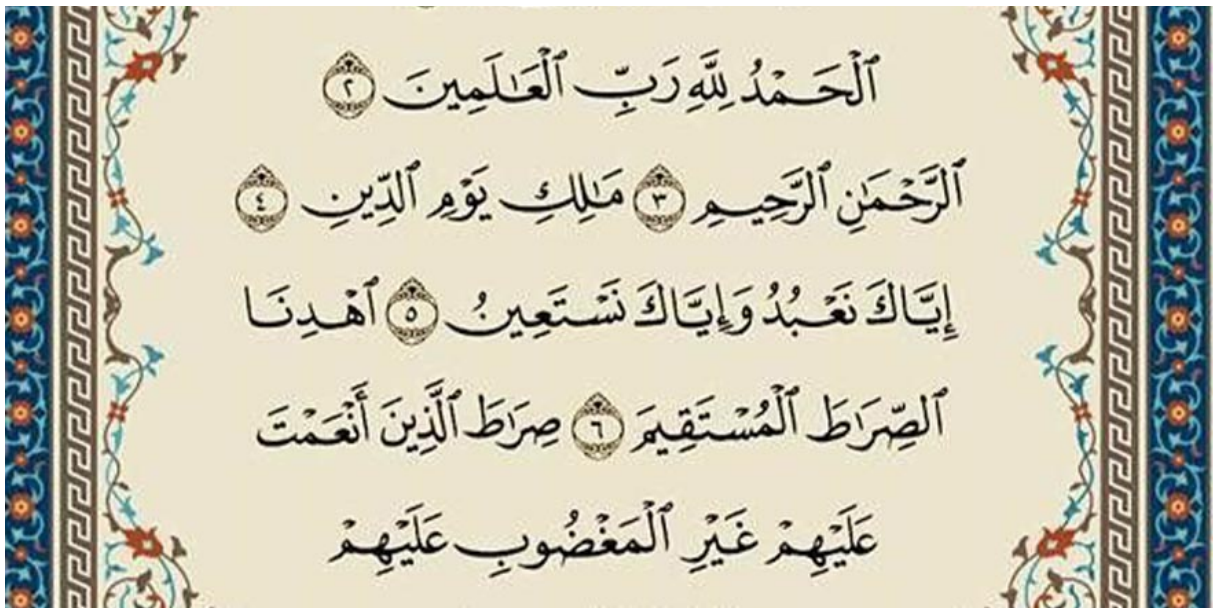 ٱلْحَمْدُ لِلَّهِ رَبِّ ٱلْعَـٰلَمِينَ ٢
ٱلرَّحْمَـٰنِ ٱلرَّحِيمِ ٣ مَـٰلِكِ يَوْمِ ٱلدِّينِ ٤
إِيَّاكَ نَعْبُدُ وَإِيَّاكَ نَسْتَعِينُ ٥ ٱهْدِنَا
ٱلصِّرَٰطَ ٱلْمُسْتَقِيمَ ٦ صِرَٰطَ ٱلَّذِينَ أَنْعَمْتَ
عَلَيْهِمْ غَيْرِ ٱلْمَغْضُوبِ عَلَيْهِمْ